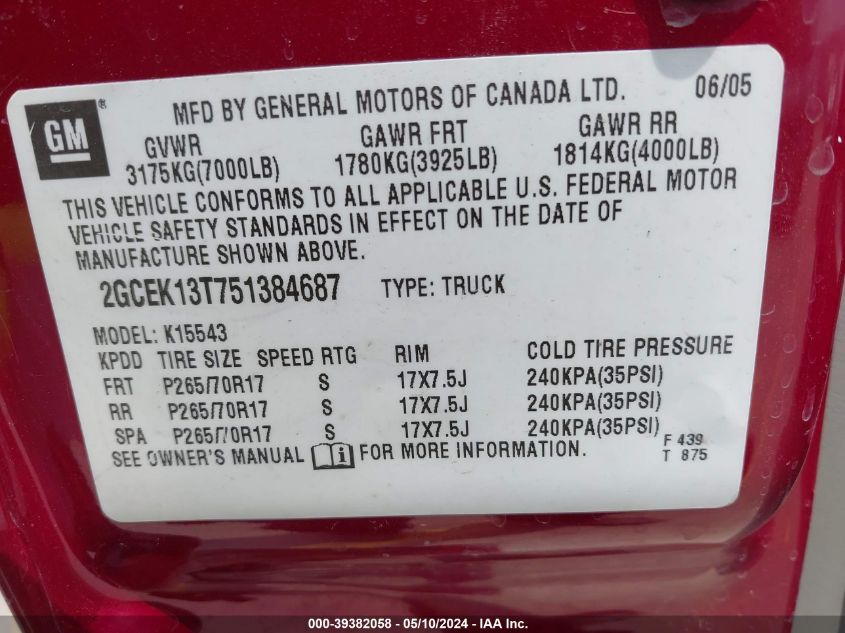 GM ®
MFD BY GENERAL MOTORS OF CANADA LTD. 06/05
GVWR GAWR FRT GAWR RR
3175KG(7000LB) 1780KG(3925LB) 1814KG(4000LB)
THIS VEHICLE CONFORMS TO ALL APPLICABLE U.S. FEDERAL MOTOR
VEHICLE SAFETY STANDARDS IN EFFECT ON THE DATE OF
MANUFACTURE SHOWN ABOVE.
2GCEK13T751384687 TYPE: TRUCK
MODEL: K15543
KPDD TIRE SIZE SPEED RTG RIM COLD TIRE PRESSURE
FRT P265/70R17 S 17X7.5J 240KPA(35PSI)
RR P265/70R17 S 17X7.5J 240KPA(35PSI)
SPA P265/70R17 S 17X7.5J 240KPA(35PSI)
SEE OWNER'S MANUAL i FOR MORE INFORMATION.
F 439
T 875
000-39382058 - 05/10/2024 - IAA Inc.